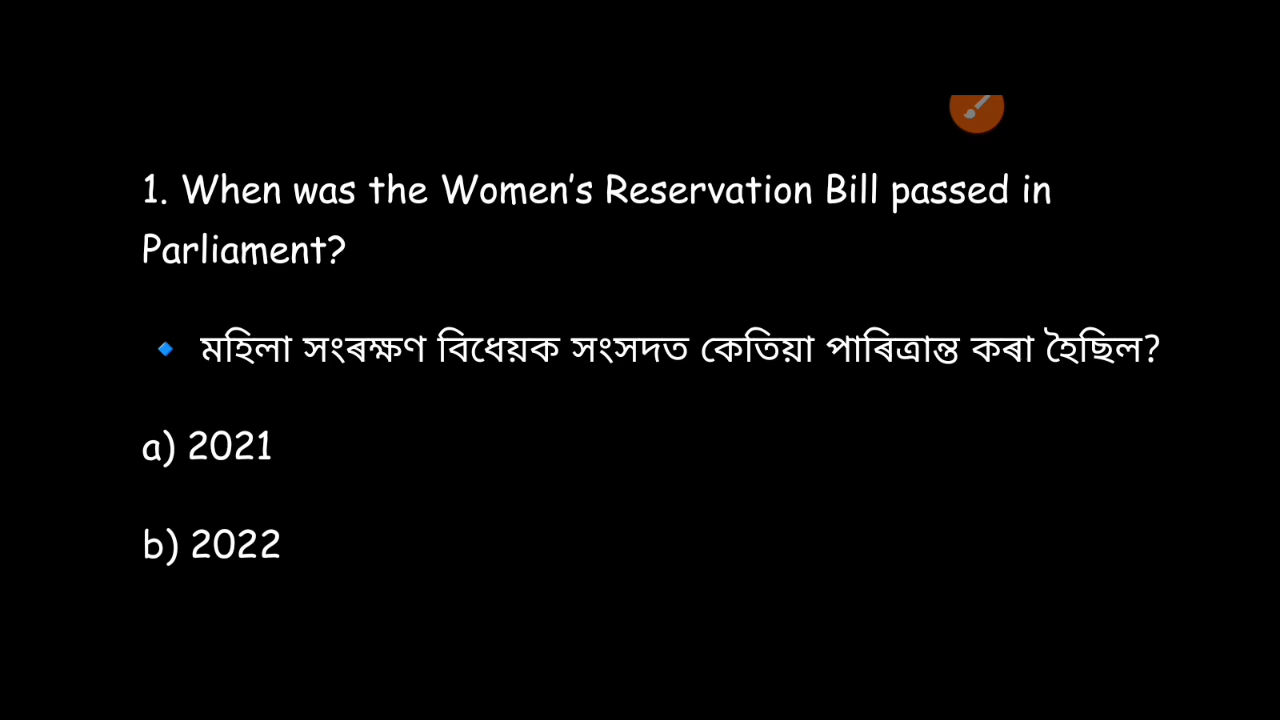 1. When was the Women's Reservation Bill passed in
Parliament?
🔹 মহিলা সংৰক্ষণ বিধেয়ক সংসদত কেতিয়া পাৰিত্ৰান্ত কৰা হৈছিল?
a) 2021
b) 2022